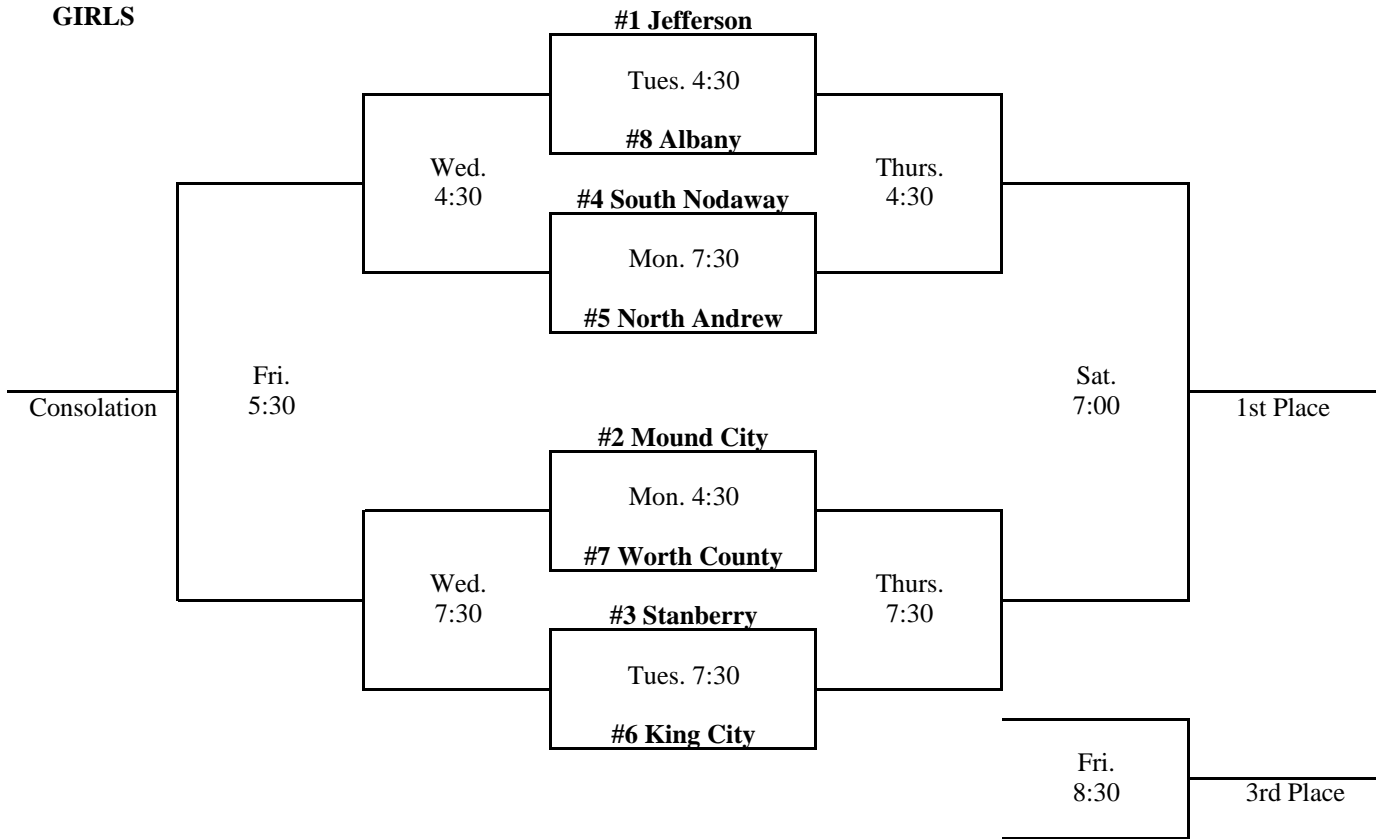 GIRLS
#1 Jefferson
Tues. 4:30
#8 Albany
Wed.
4:30
Thurs.
4:30
#4 South Nodaway
Mon. 7:30
#5 North Andrew
Fri.
5:30
Consolation
Sat.
7:00
1st Place
#2 Mound City
Mon. 4:30
#7 Worth County
Wed.
7:30
Thurs.
7:30
#3 Stanberry
Tues. 7:30
#6 King City
Fri.
8:30
3rd Place